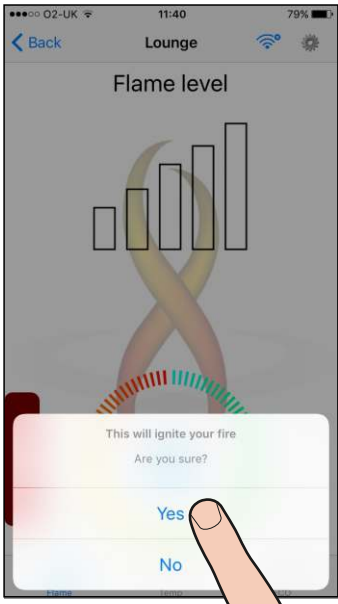 O2-UK 11:40 79%
Back Lounge
Flame level
This will ignite your fire
Are you sure?
Yes
No
Flame Temp